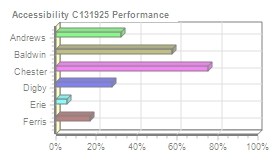 Accessibility C131925 Performance
Andrews
Baldwin
Chester
Digby
Erie
Ferris
0% 20% 40% 60% 80% 100%